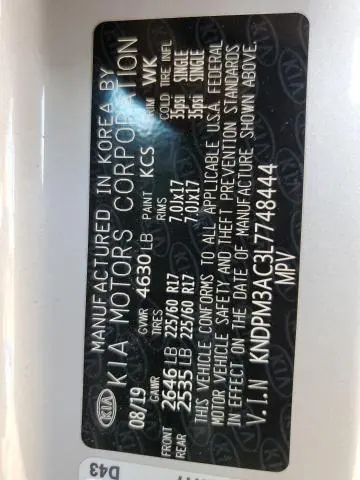 MANUFACTURED IN KOREA BY
KIA KIA MOTORS CORPORATION
08/19 GVWR 4630 LB PAINT KCS TRIM WK
GAWR TIRES RIMS COLD TIRE INFL.
FRONT 2646 LB 225/60 R17 7.0JX17 35psi SINGLE
REAR 2535 LB 225/60 R17 7.0JX17 35psi SINGLE
THIS VEHICLE CONFORMS TO ALL APPLICABLE U.S.A. FEDERAL
MOTOR VEHICLE SAFETY AND THEFT PREVENTION STANDARDS
IN EFFECT ON THE DATE OF MANUFACTURE SHOWN ABOVE.
V.I.N KNDPM3AC3L7748444
MPV
D43